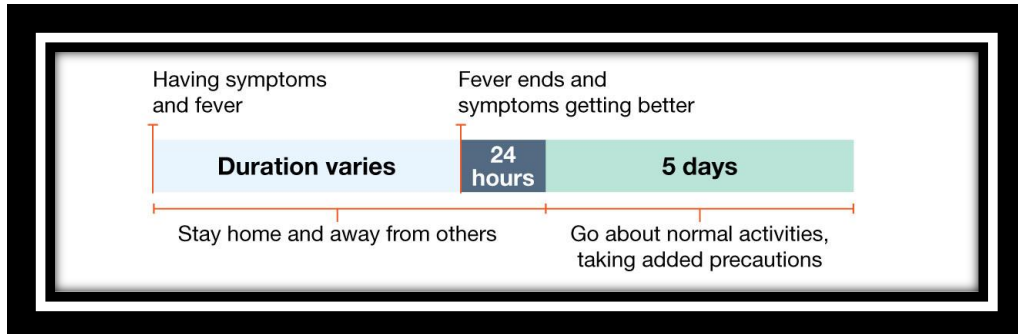 Having symptoms
and fever
Fever ends and
symptoms getting better
Duration varies
24
hours
5 days
Stay home and away from others
Go about normal activities,
taking added precautions